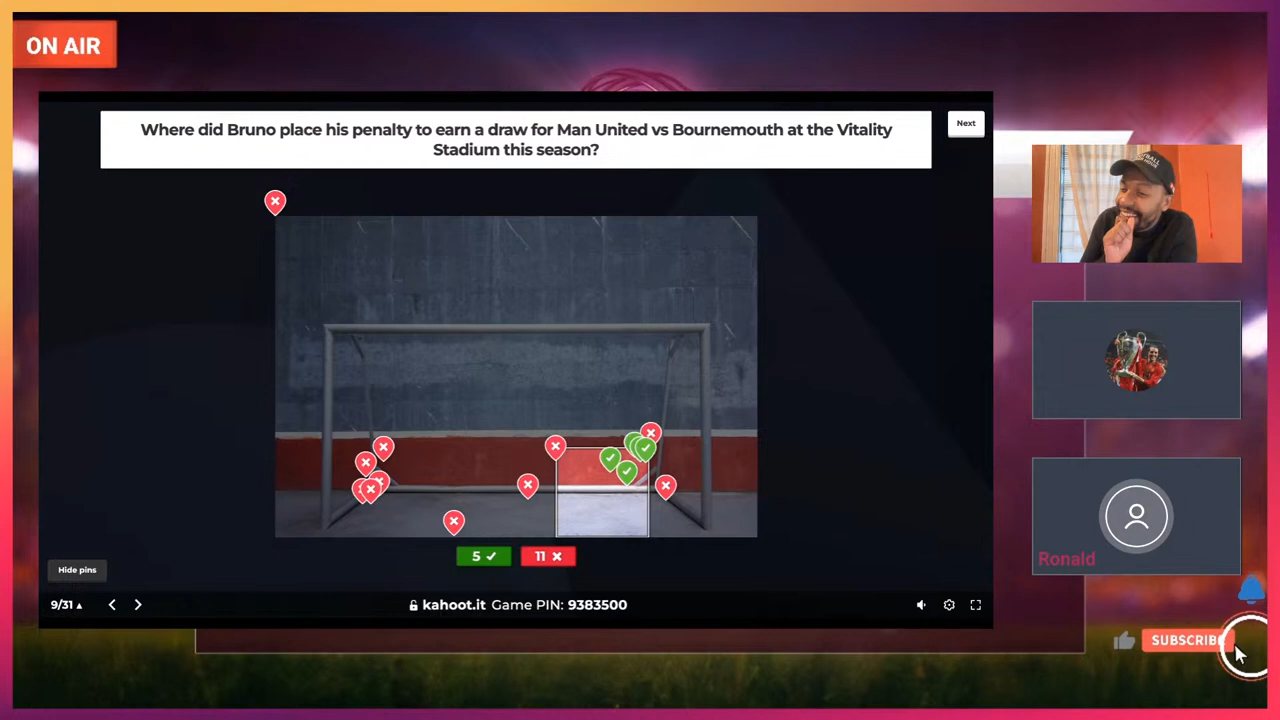 ON AIR
Where did Bruno place his penalty to earn a draw for Man United vs Bournemouth at the Vitality
Stadium this season?
Next
5
11
Hide pins
9/31
kahoot.it Game PIN: 9383500
Ronald
SUBSCRIBE